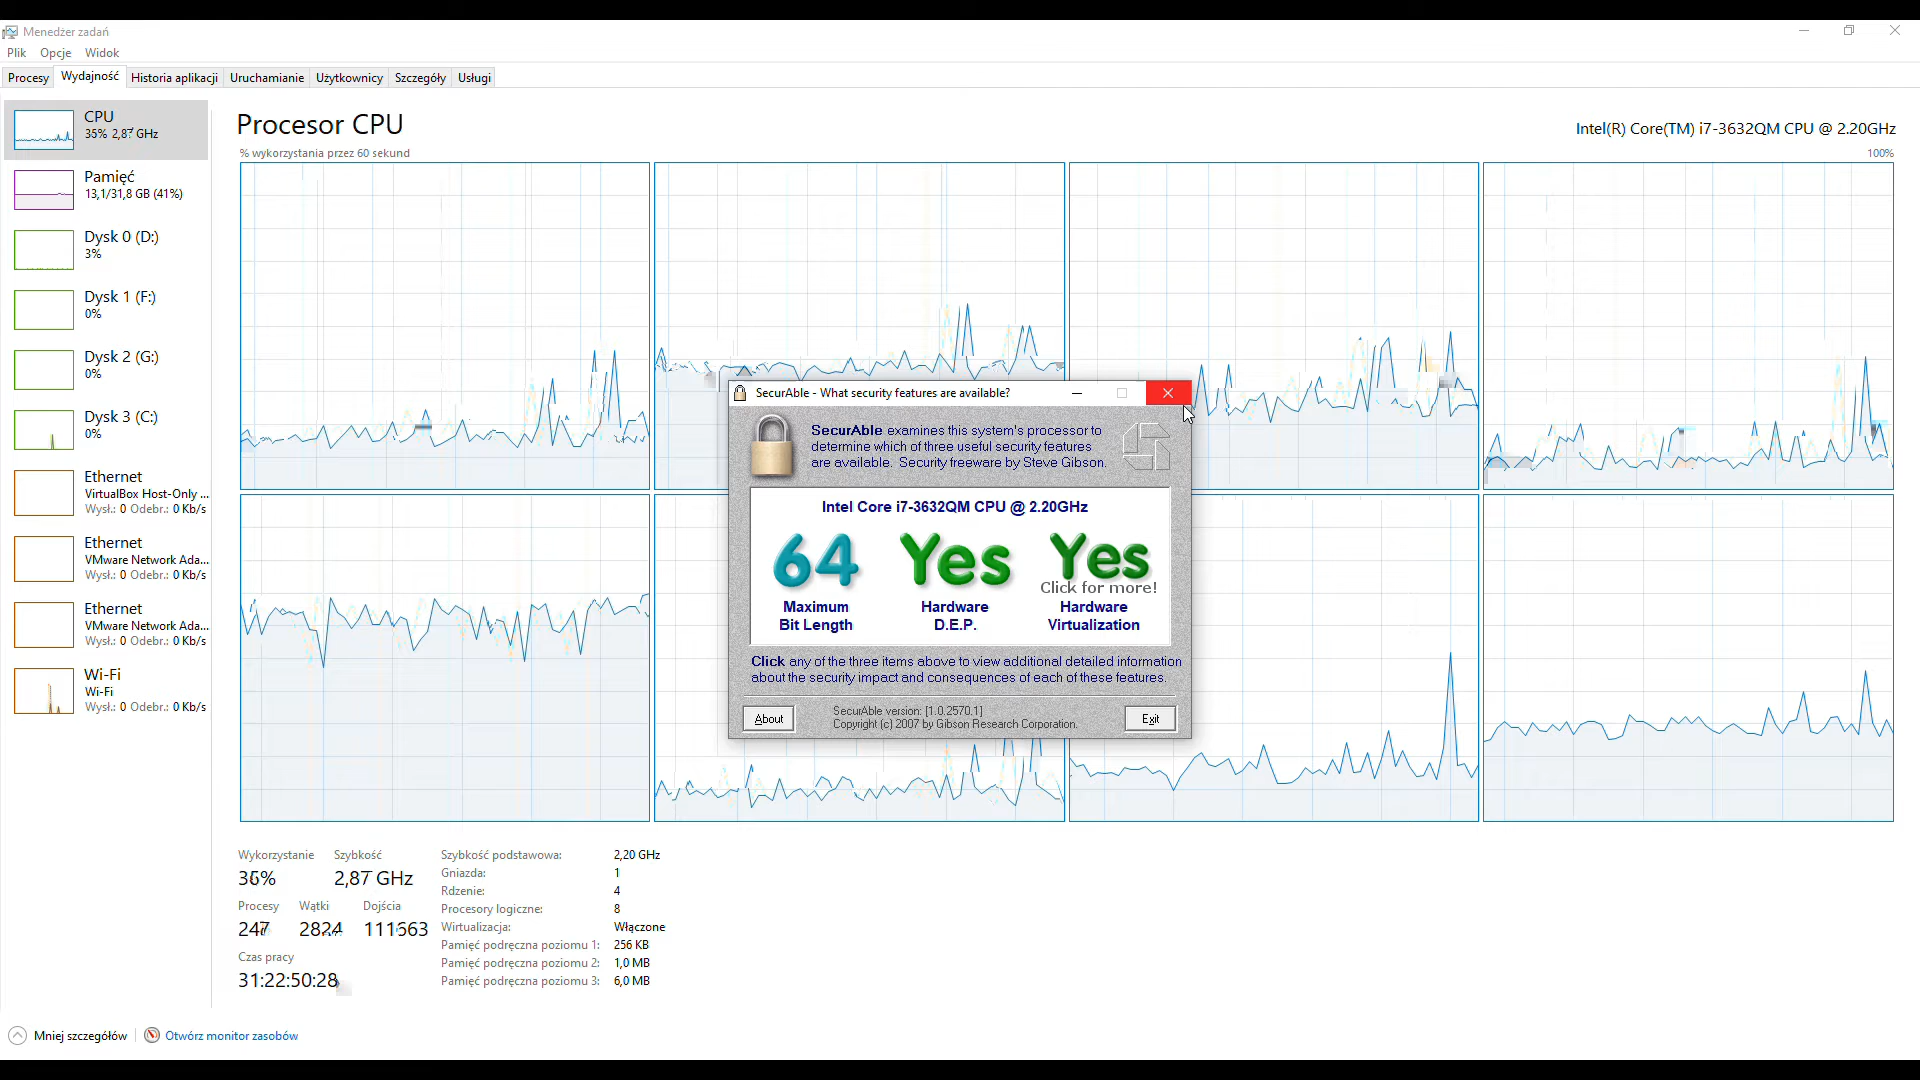 Menedżer zadań
Plik Opcje Widok
Procesy Wydajność Historia aplikacji Uruchamianie Użytkownicy Szczegóły Usługi
CPU
35% 2,87 GHz
Pamięć
13,1/31,8 GB (41%)
Dysk 0 (D:)
3%
Dysk 1 (F:)
0%
Dysk 2 (G:)
0%
Dysk 3 (C:)
0%
Ethernet
VirtualBox Host-Only ...
Wysł.: 0 Odebr.: 0 Kb/s
Ethernet
VMware Network Ada...
Wysł.: 0 Odebr.: 0 Kb/s
Ethernet
VMware Network Ada...
Wysł.: 0 Odebr.: 0 Kb/s
Wi-Fi
Wi-Fi
Wysł.: 0 Odebr.: 0 Kb/s
Procesor CPU
Intel(R) Core(TM) i7-3632QM CPU @ 2.20GHz
% wykorzystania przez 60 sekund
100%
SecurAble - What security features are available?
SecurAble examines this system's processor to
determine which of three useful security features
are available. Security freeware by Steve Gibson.
Intel Core i7-3632QM CPU @ 2.20GHz
64 Yes Yes
Click for more!
Maximum Bit Length
Hardware D.E.P.
Hardware Virtualization
Click any of the three items above to view additional detailed information
about the security impact and consequences of each of these features.
About
SecurAble version: [1.0.2570.1]
Copyright (c) 2007 by Gibson Research Corporation.
Exit
Wykorzystanie Szybkość
2,87 GHz
Procesy Wątki Dojścia
247 2824
Czas pracy
31:22:50:28
Szybkość podstawowa: 2,20 GHz
Gniazda: 1
Rdzenie: 4
Procesory logiczne: 8
Wirtualizacja: Włączone
Pamięć podręczna poziomu 1: 256 KB
Pamięć podręczna poziomu 2: 1,0 MB
Pamięć podręczna poziomu 3: 6,0 MB
Mniej szczegółów
Otwórz monitor zasobów